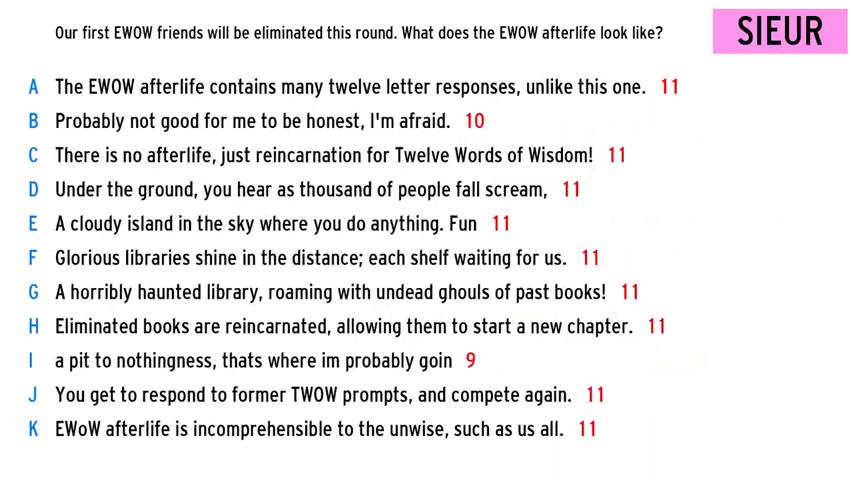 Our first EWOW friends will be eliminated this round. What does the EWOW afterlife look like?
SIEUR
A The EWOW afterlife contains many twelve letter responses, unlike this one. 11
B Probably not good for me to be honest, I'm afraid. 10
C There is no afterlife, just reincarnation for Twelve Words of Wisdom! 11
D Under the ground, you hear as thousand of people fall scream, 11
E A cloudy island in the sky where you do anything. Fun 11
F Glorious libraries shine in the distance; each shelf waiting for us. 11
G A horribly haunted library, roaming with undead ghouls of past books! 11
H Eliminated books are reincarnated, allowing them to start a new chapter. 11
I a pit to nothingness, thats where im probably goin 9
J You get to respond to former TWOW prompts, and compete again. 11
K EWoW afterlife is incomprehensible to the unwise, such as us all. 11